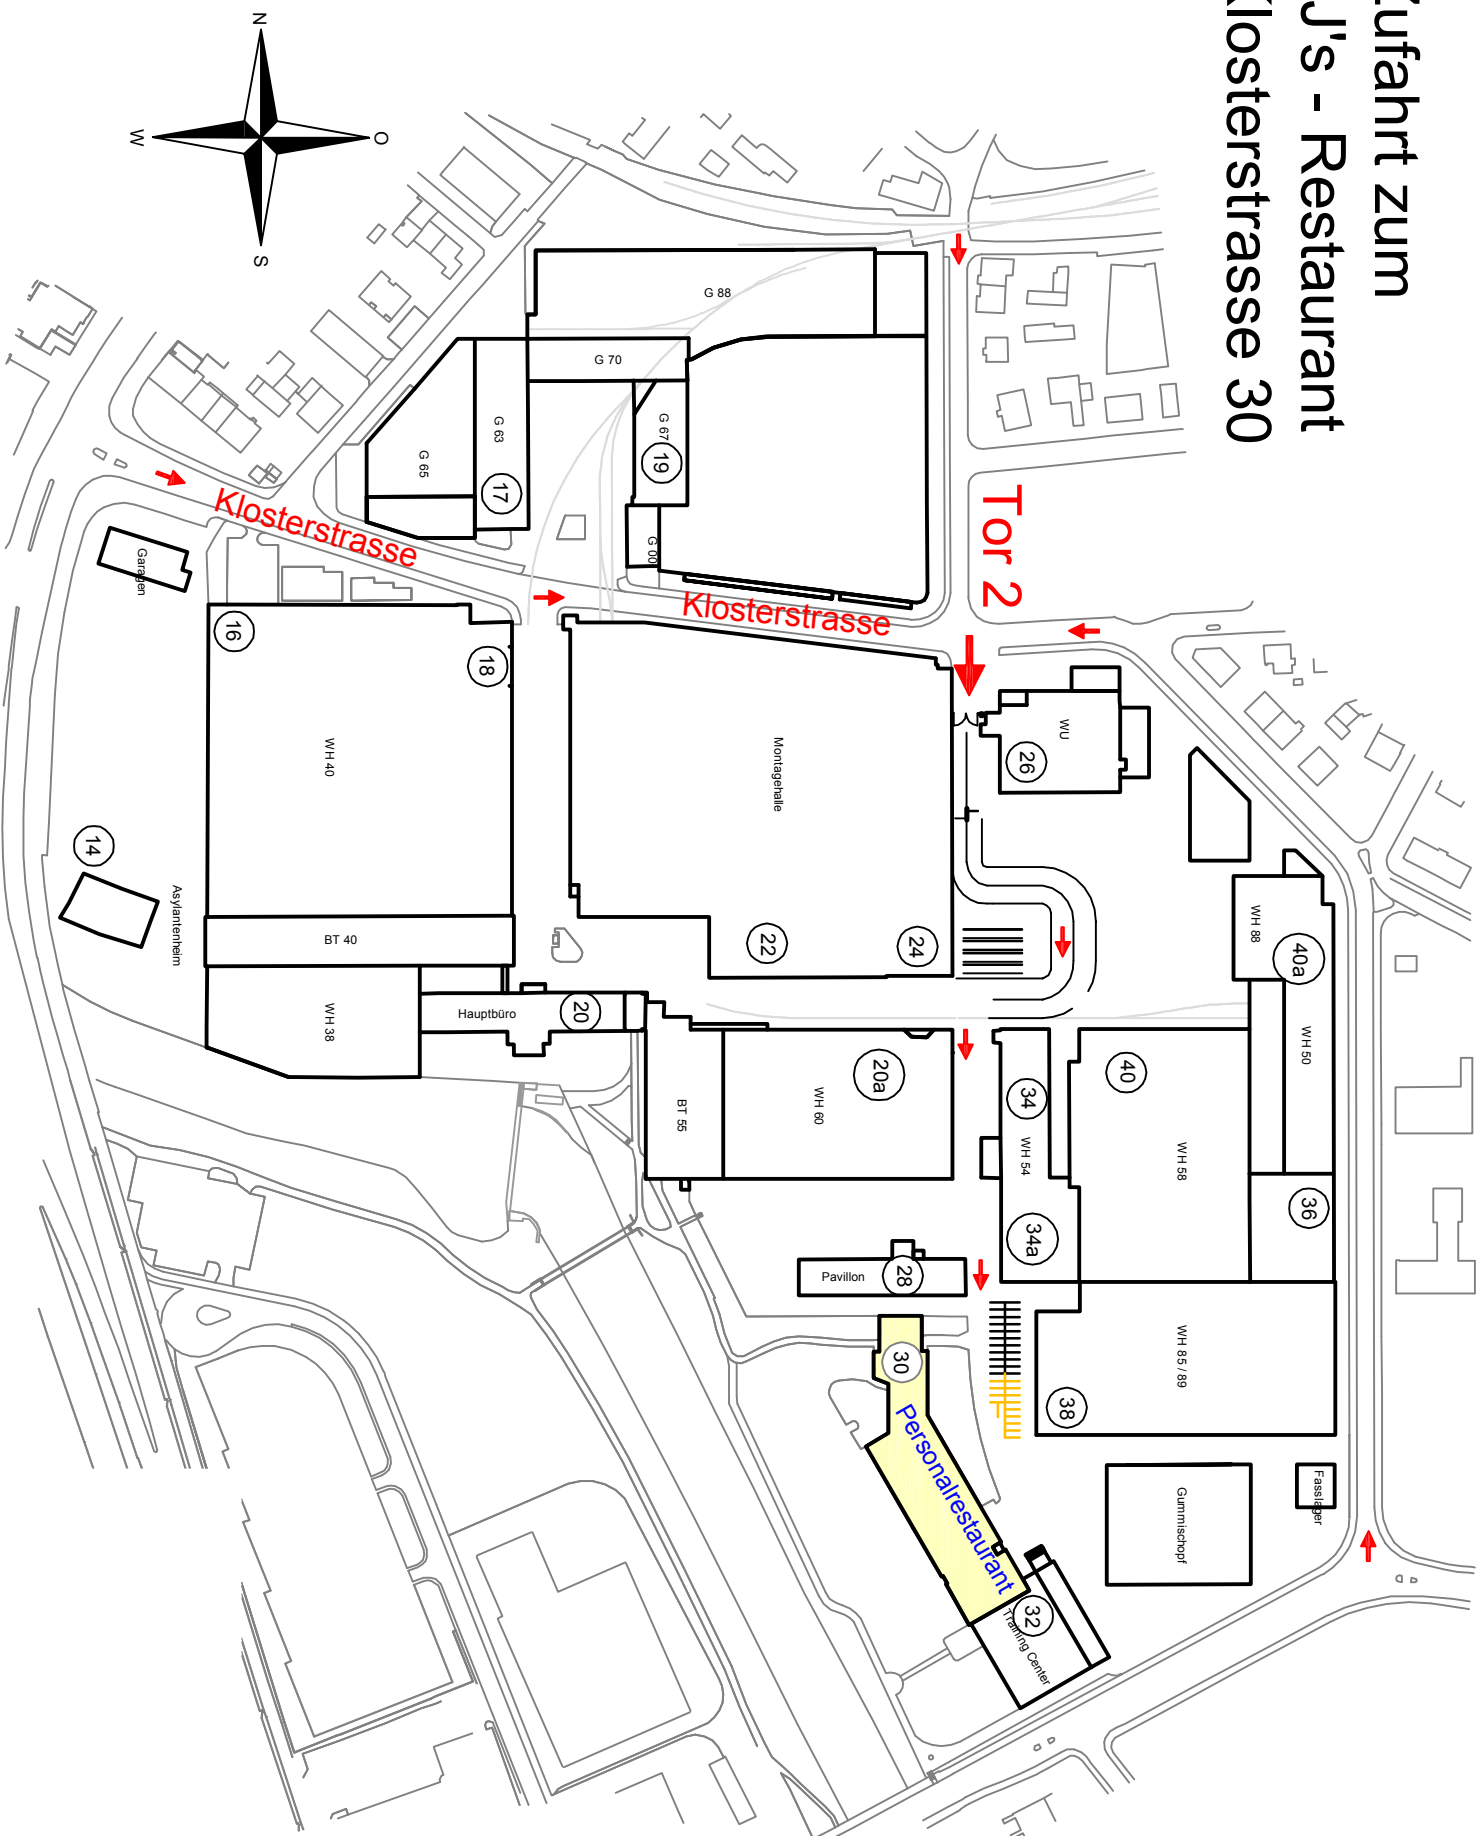 Zufahrt zum
JJ's - Restaurant
Klosterstrasse 30
N
O
W
S
G 88
G 70
G 67
19
G 63
17
G 65
G 00
Tor 2
Klosterstrasse
Klosterstrasse
Garagen
16
18
WH 40
Montagehalle
WU
26
14
Asylantenheim
BT 40
22
24
WH 88
40a
WH 38
Hauptbüro
20
WH 50
20a
WH 60
BT 55
34
WH 54
34a
40
WH 58
36
Pavillon
28
30
Personalrestaurant
WH 85 / 89
38
Fasslager
Gummischopf
32
Training Center